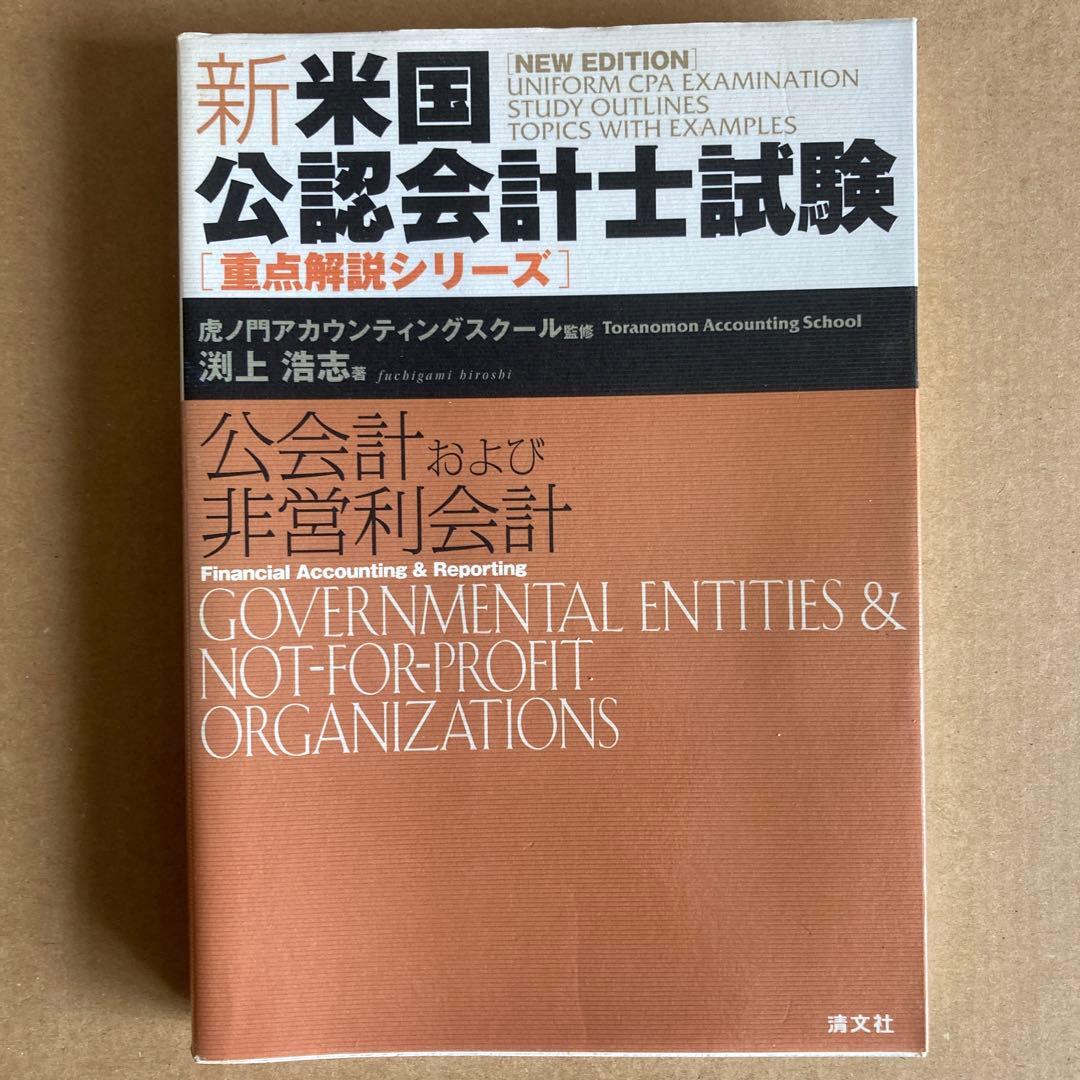 新米国
[NEW EDITION]
UNIFORM CPA EXAMINATION
STUDY OUTLINES
TOPICS WITH EXAMPLES
公認会計士試験
[重点解説シリーズ]
虎ノ門アカウンティングスクール監修 Toranomon Accounting School
渕上 浩志著 fuchigami hiroshi
公会計および
非営利会計
Financial Accounting & Reporting
GOVERNMENTAL ENTITIES &
NOT-FOR-PROFIT
ORGANIZATIONS
清文社